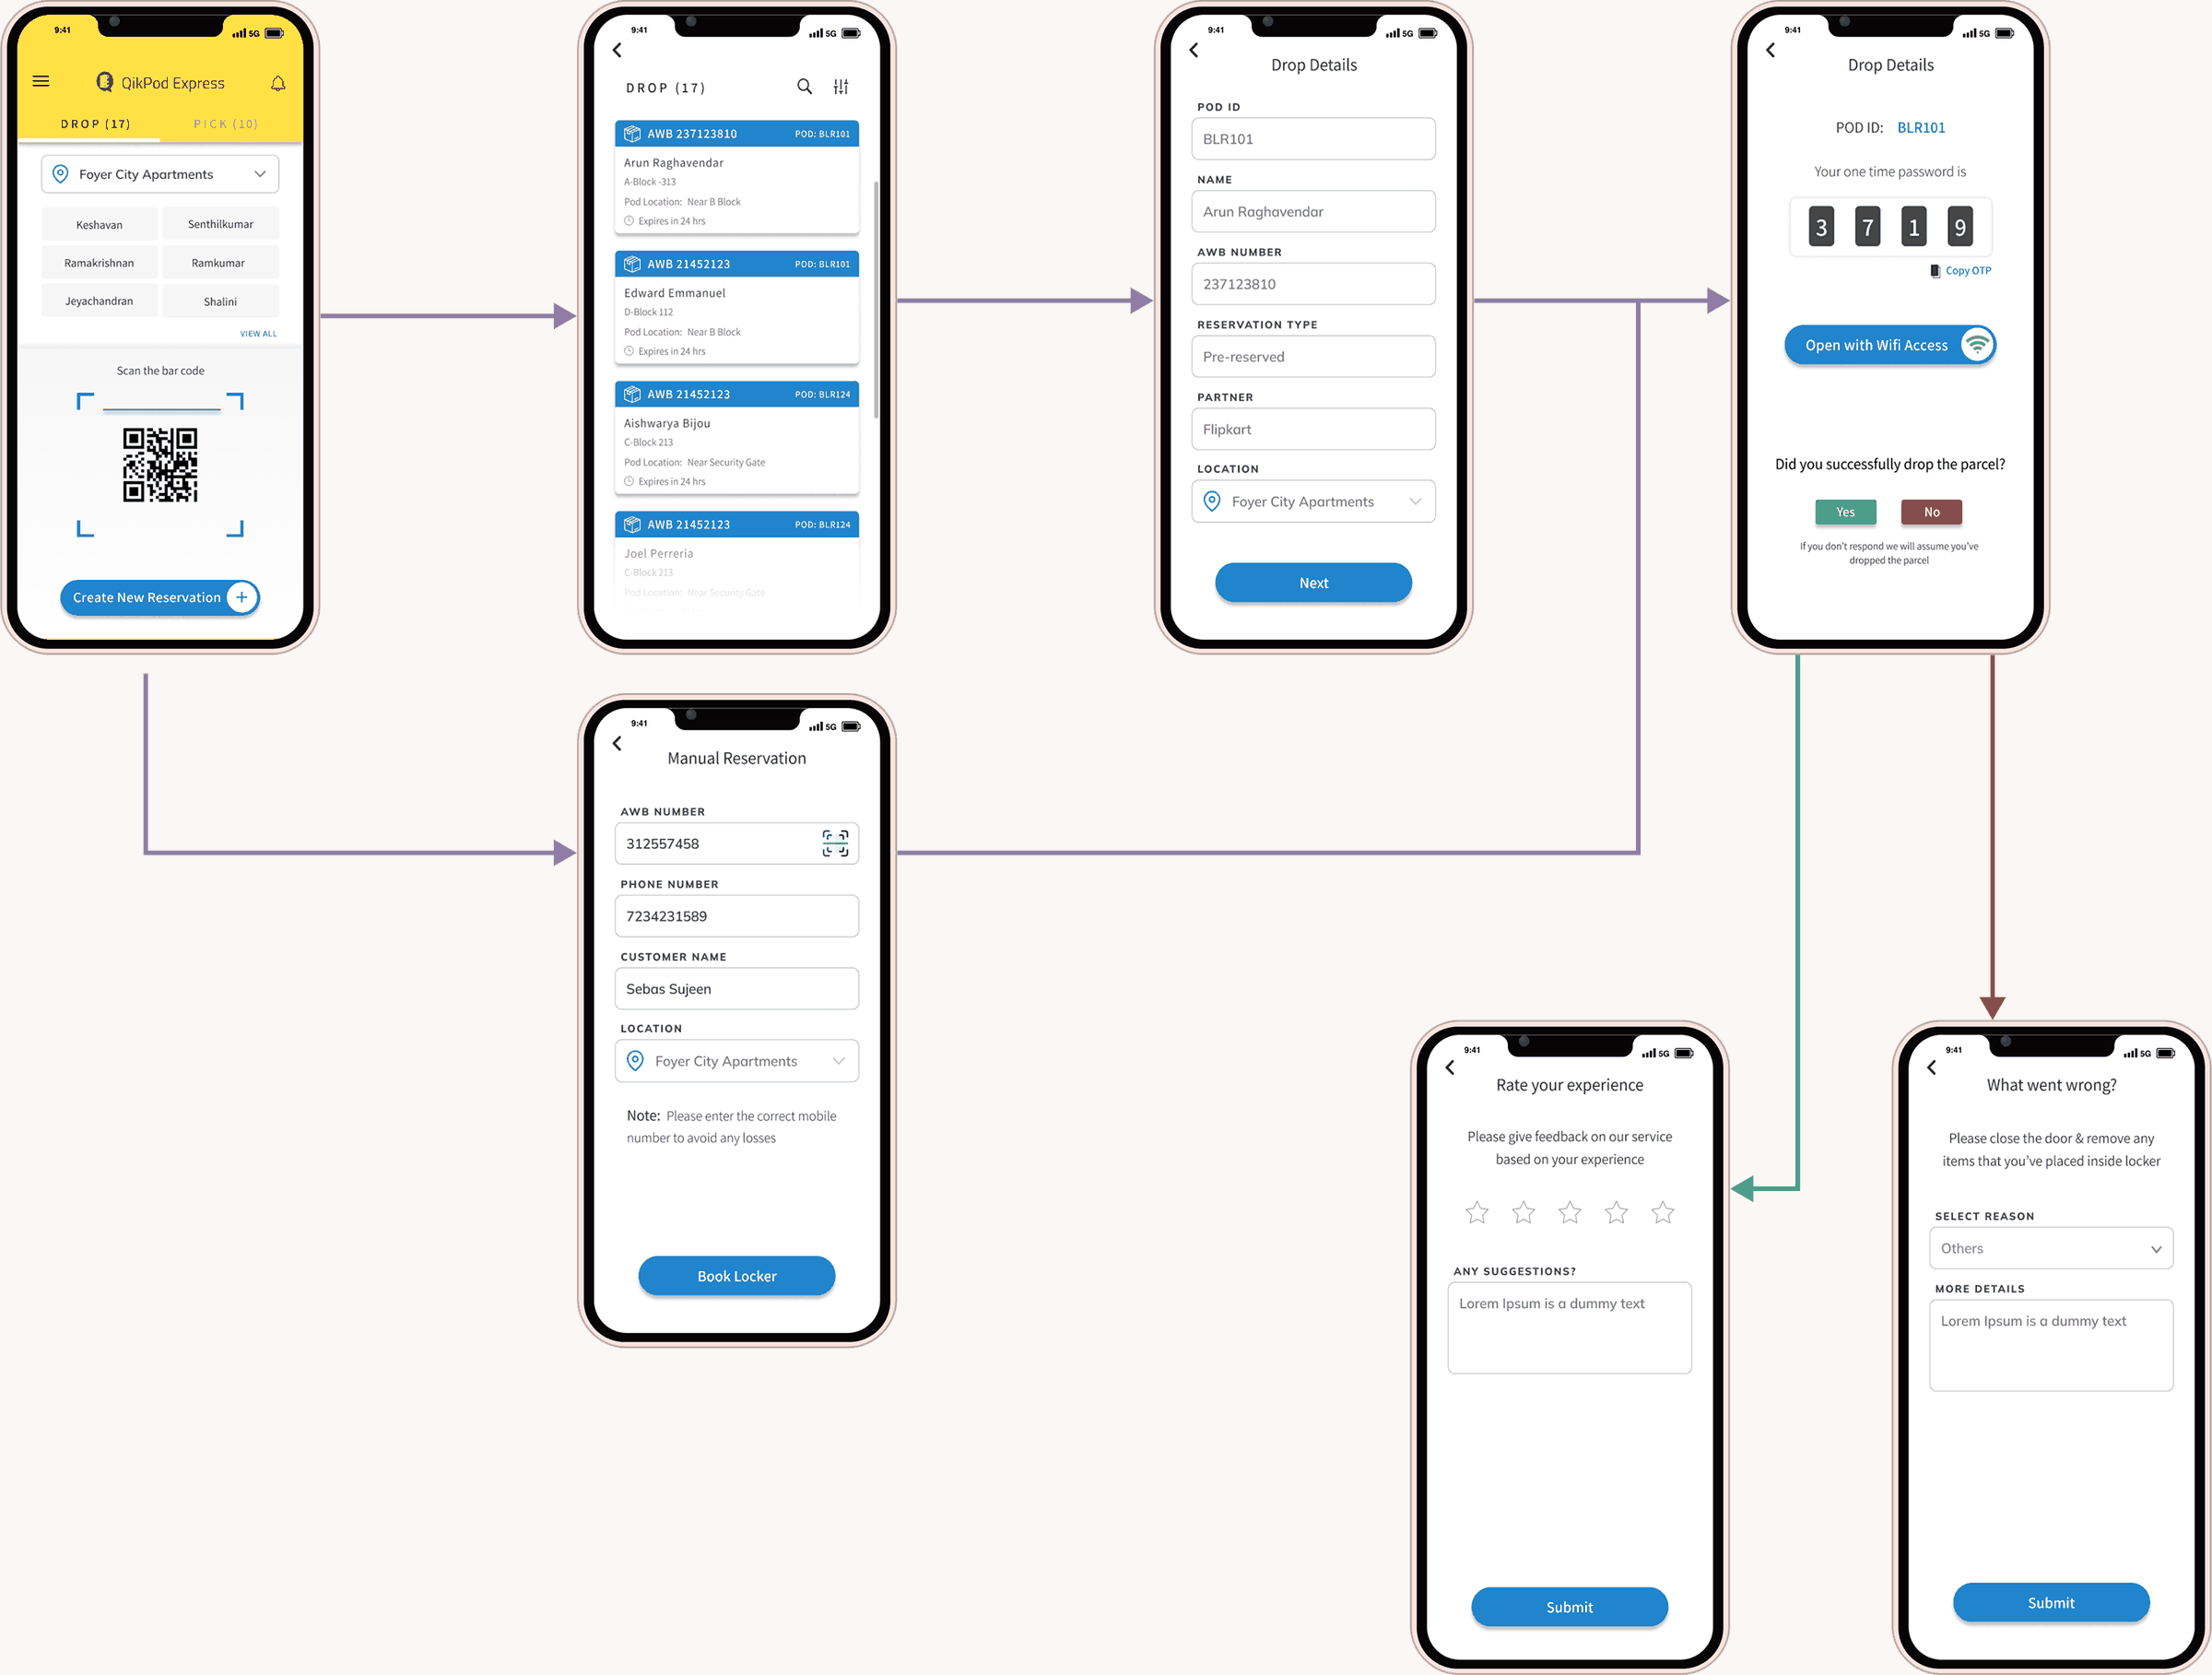 9:41
5G
QikPod Express
DROP (17)
PICK (10)
Foyer City Apartments
Keshavan
Senthilkumar
Ramakrishnan
Ramkumar
Jeyachandran
Shalini
VIEW ALL
Scan the bar code
Create New Reservation
9:41
5G
DROP (17)
AWB 237123810
POD: BLR101
Arun Raghavendar
A-Block -313
Pod Location: Near B Block
Expires in 24 hrs
AWB 21452123
POD: BLR101
Edward Emmanuel
D-Block 112
Pod Location: Near B Block
Expires in 24 hrs
AWB 21452123
POD: BLR124
Aishwarya Bijou
C-Block 213
Pod Location: Near Security Gate
Expires in 24 hrs
AWB 21452123
POD: BLR124
Joel Perreria
C-Block 213
Pod Location: Near Security Gate
9:41
5G
Drop Details
POD ID
BLR101
NAME
Arun Raghavendar
AWB NUMBER
237123810
RESERVATION TYPE
Pre-reserved
PARTNER
Flipkart
LOCATION
Foyer City Apartments
Next
9:41
5G
Drop Details
POD ID: BLR101
Your one time password is
3 7 1 9
Copy OTP
Open with Wifi Access
Did you successfully drop the parcel?
Yes
No
If you don't respond we will assume you've
dropped the parcel
9:41
5G
Manual Reservation
AWB NUMBER
312557458
PHONE NUMBER
7234231589
CUSTOMER NAME
Sebas Sujeen
LOCATION
Foyer City Apartments
Note: Please enter the correct mobile
number to avoid any losses
Book Locker
9:41
5G
Rate your experience
Please give feedback on our service
based on your experience
ANY SUGGESTIONS?
Lorem Ipsum is a dummy text
Submit
9:41
5G
What went wrong?
Please close the door & remove any
items that you've placed inside locker
SELECT REASON
Others
MORE DETAILS
Lorem Ipsum is a dummy text
Submit